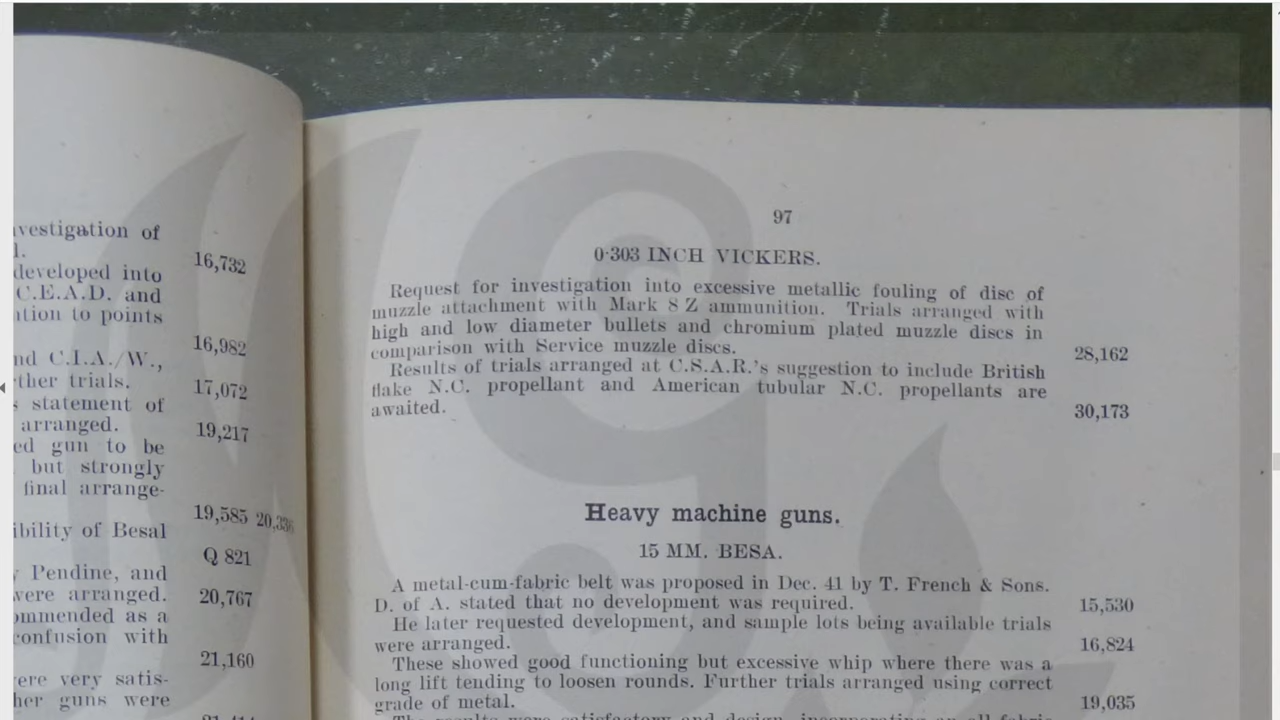 vestigation of
l.
16,732
developed into
C.E.A.D. and
to points
16,982
C.I.A./W.,
trials.
17,072
statement of
arranged.
19,217
gun to be
but strongly
final arrange-
19,585
of Besal
Q 821
Pendine, and
were arranged.
20,767
as a
confusion with
21,160
very satis-
guns were
97
0·303 INCH VICKERS.
Request for investigation into excessive metallic fouling of disc of
muzzle attachment with Mark 8 Z ammunition. Trials arranged with
high and low diameter bullets and chromium plated muzzle discs in
comparison with Service muzzle discs.
28,162
Results of trials arranged at C.S.A.R.'s suggestion to include British
flake N.C. propellant and American tubular N.C. propellants are
awaited.
30,173
Heavy machine guns.
15 MM. BESA.
A metal-cum-fabric belt was proposed in Dec. 41 by T. French & Sons.
D. of A. stated that no development was required.
15,530
He later requested development, and sample lots being available trials
were arranged.
16,824
These showed good functioning but excessive whip where there was a
long lift tending to loosen rounds. Further trials arranged using correct
grade of metal.
19,035